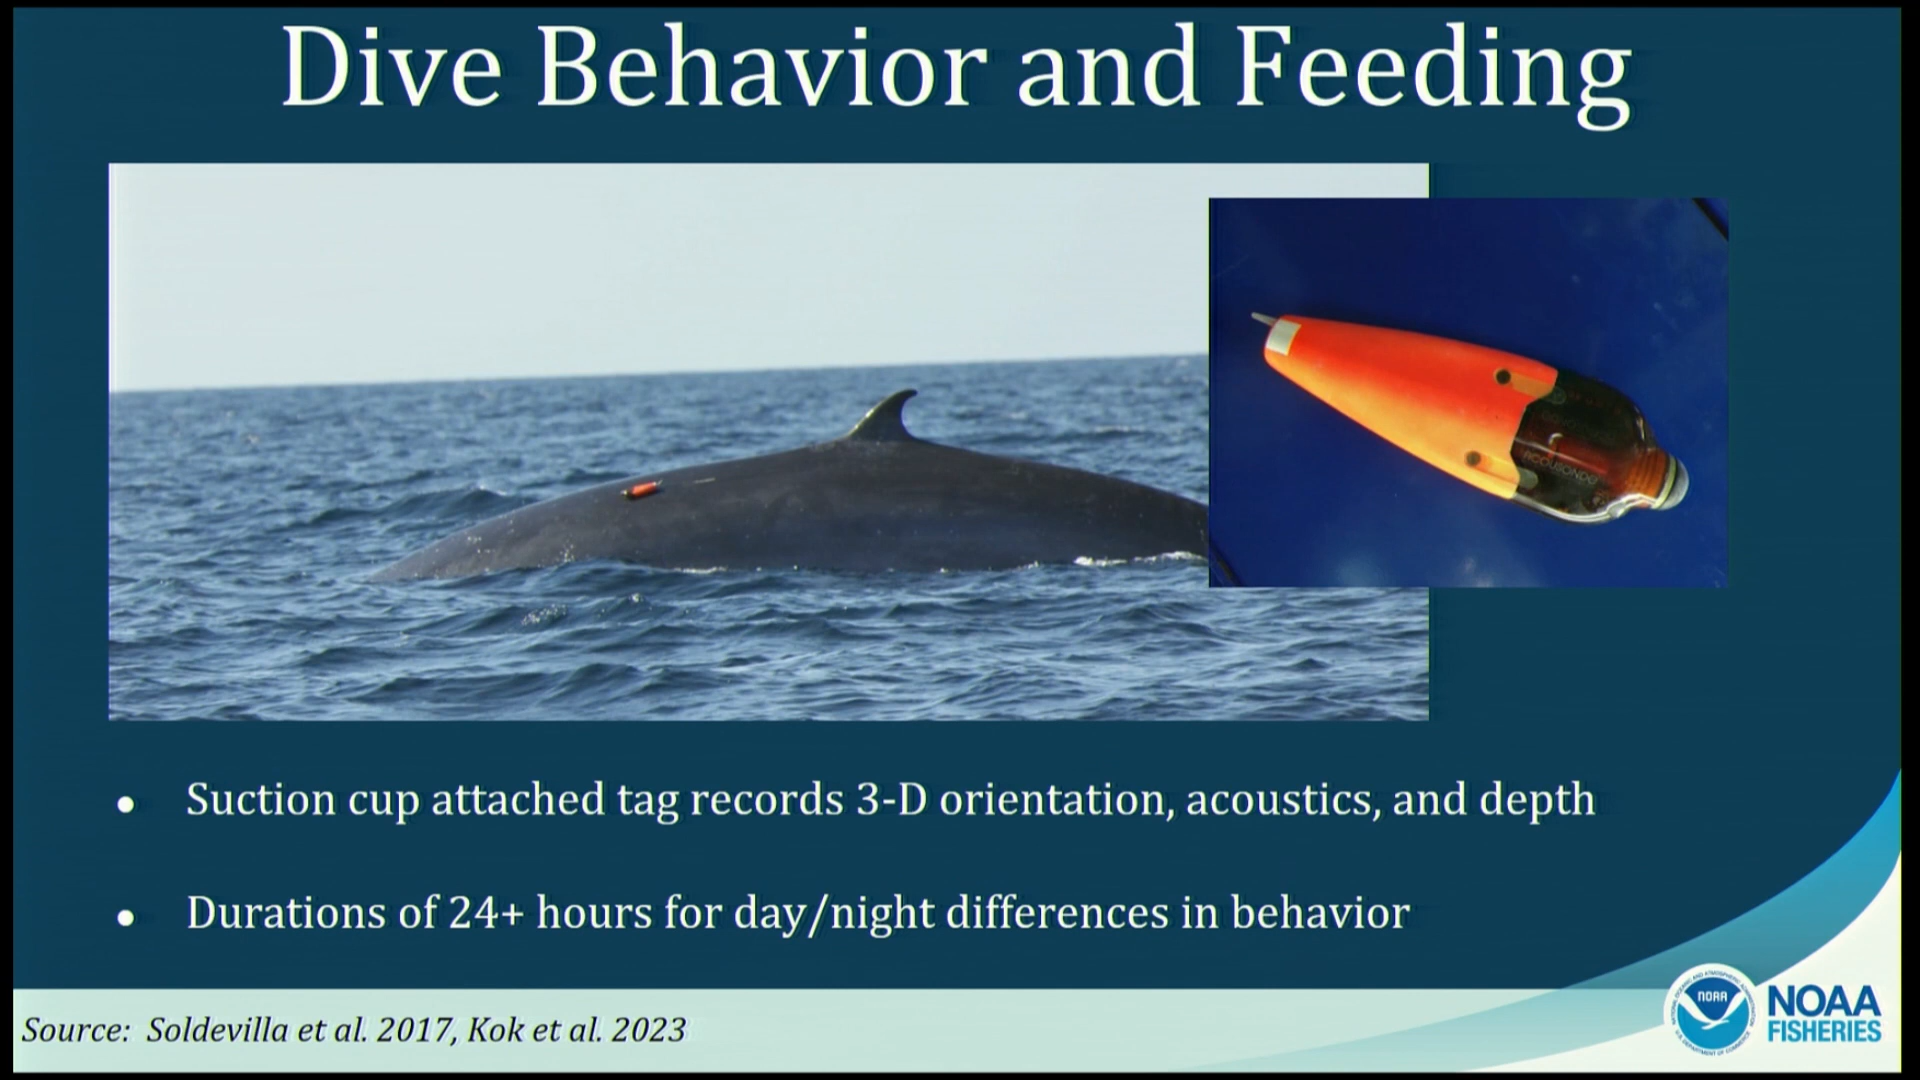 Dive Behavior and Feeding
ACOUSONDE
• Suction cup attached tag records 3-D orientation, acoustics, and depth
• Durations of 24+ hours for day/night differences in behavior
Source: Soldevilla et al. 2017, Kok et al. 2023
NOAA
NOAA
FISHERIES